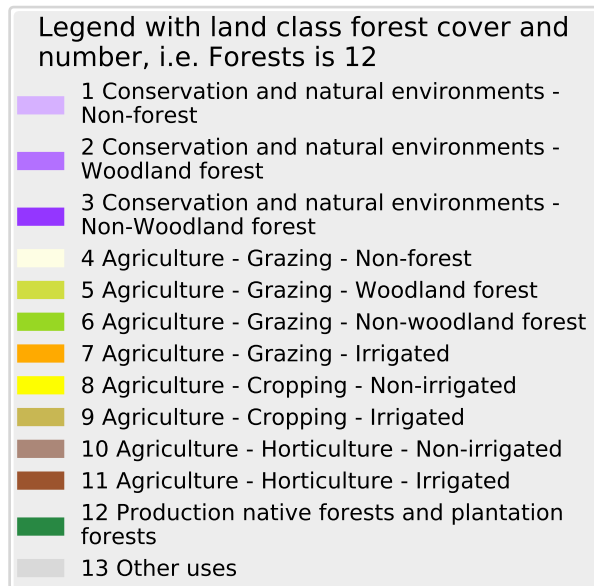 Legend with land class forest cover and
number, i.e. Forests is 12
1 Conservation and natural environments -
Non-forest
2 Conservation and natural environments -
Woodland forest
3 Conservation and natural environments -
Non-Woodland forest
4 Agriculture - Grazing - Non-forest
5 Agriculture - Grazing - Woodland forest
6 Agriculture - Grazing - Non-woodland forest
7 Agriculture - Grazing - Irrigated
8 Agriculture - Cropping - Non-irrigated
9 Agriculture - Cropping - Irrigated
10 Agriculture - Horticulture - Non-irrigated
11 Agriculture - Horticulture - Irrigated
12 Production native forests and plantation
forests
13 Other uses